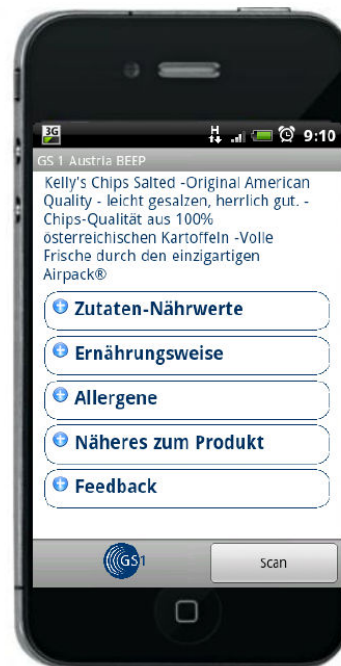 3G
H
9:10
GS 1 Austria BEEP
Kelly's Chips Salted -Original American
Quality - leicht gesalzen, herrlich gut. -
Chips-Qualität aus 100%
österreichischen Kartoffeln -Volle
Frische durch den einzigartigen
Airpack®
Zutaten-Nährwerte
Ernährungsweise
Allergene
Näheres zum Produkt
Feedback
GS1
Scan